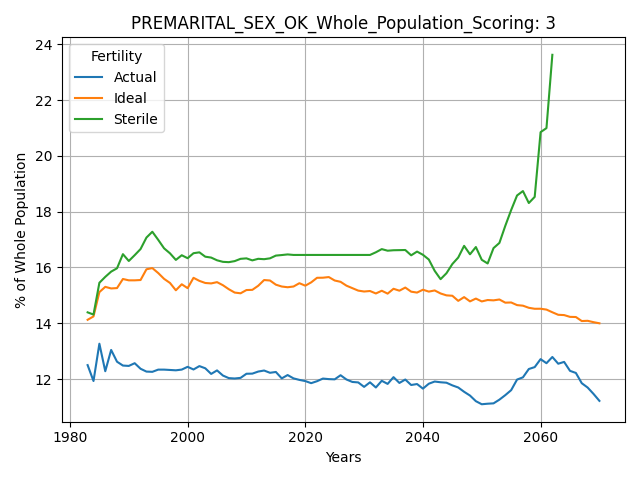 PREMARITAL_SEX_OK_Whole_Population_Scoring: 3
Fertility
Actual
Ideal
Sterile
% of Whole Population
24
22
20
18
16
14
12
1980
2000
2020
2040
2060
Years